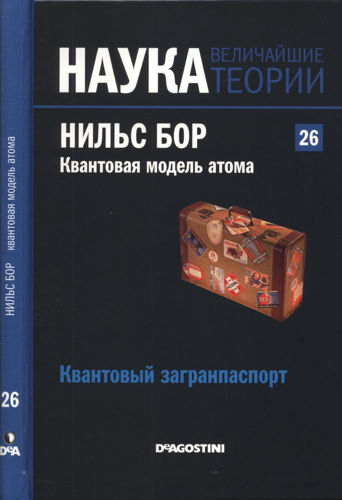 НАУКА
ВЕЛИЧАЙШИЕ
ТЕОРИИ
НИЛЬС БОР
26
Квантовая модель атома
Квантовый загранпаспорт
DeAGOSTINI
НИЛЬС БОР КВАНТОВАЯ МОДЕЛЬ АТОМА
26
DeA